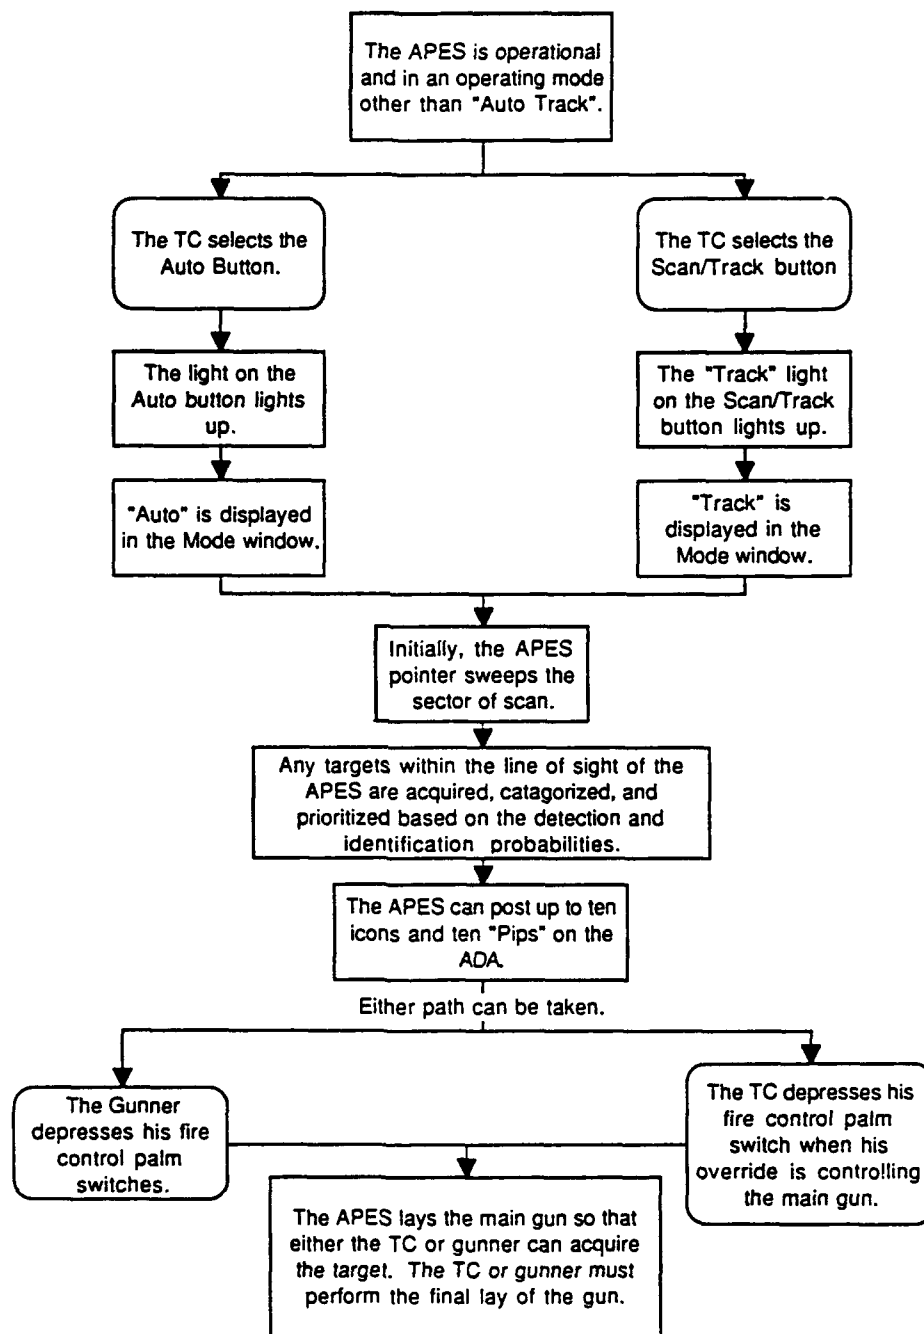 The APES is operational
and in an operating mode
other than "Auto Track".
The TC selects the
Auto Button.
The TC selects the
Scan/Track button
The light on the
Auto button lights
up.
The "Track" light
on the Scan/Track
button lights up.
"Auto" is displayed
in the Mode window.
"Track" is
displayed in the
Mode window.
Initially, the APES
pointer sweeps the
sector of scan.
Any targets within the line of sight of the
APES are acquired, catagorized, and
prioritized based on the detection and
identification probabilities.
The APES can post up to ten
icons and ten "Pips" on the
ADA.
Either path can be taken.
The Gunner
depresses his fire
control palm
switches.
The TC depresses his
fire control palm
switch when his
override is controlling
the main gun.
The APES lays the main gun so that
either the TC or gunner can acquire
the target. The TC or gunner must
perform the final lay of the gun.